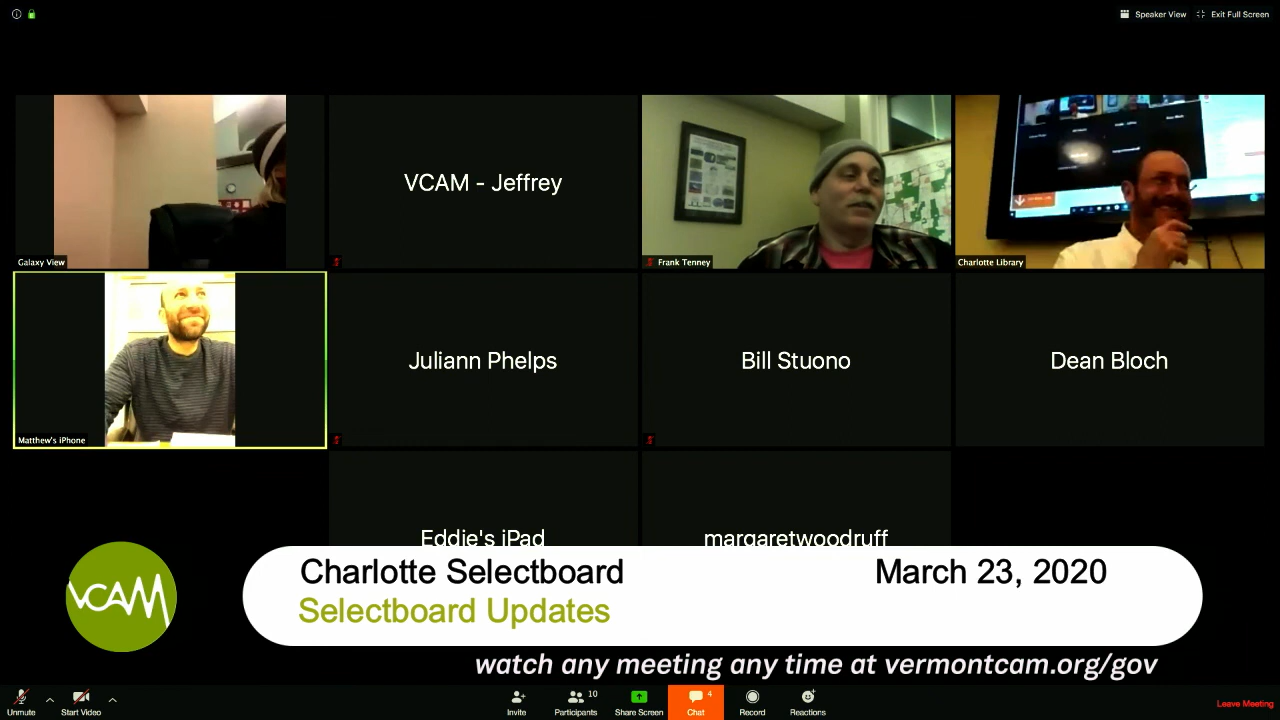 Speaker View
Exit Full Screen
Galaxy View
VCAM - Jeffrey
Frank Tenney
Charlotte Library
Matthew's iPhone
Juliann Phelps
Bill Stuono
Dean Bloch
Eddie's iPad
margaretwoodruff
VCAM
Charlotte Selectboard
March 23, 2020
Selectboard Updates
watch any meeting any time at vermontcam.org/gov
Unmute
Start Video
Invite
10
Participants
Share Screen
4
Chat
Record
Reactions
Leave Meeting